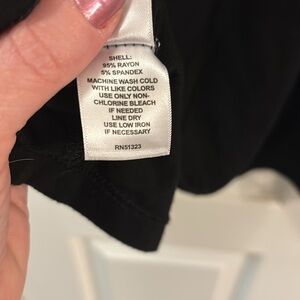 SHELL:
95% RAYON
5% SPANDEX
MACHINE WASH COLD
WITH LIKE COLORS
USE ONLY NON-
CHLORINE BLEACH
IF NEEDED
LINE DRY
USE LOW IRON
IF NECESSARY
RN51323